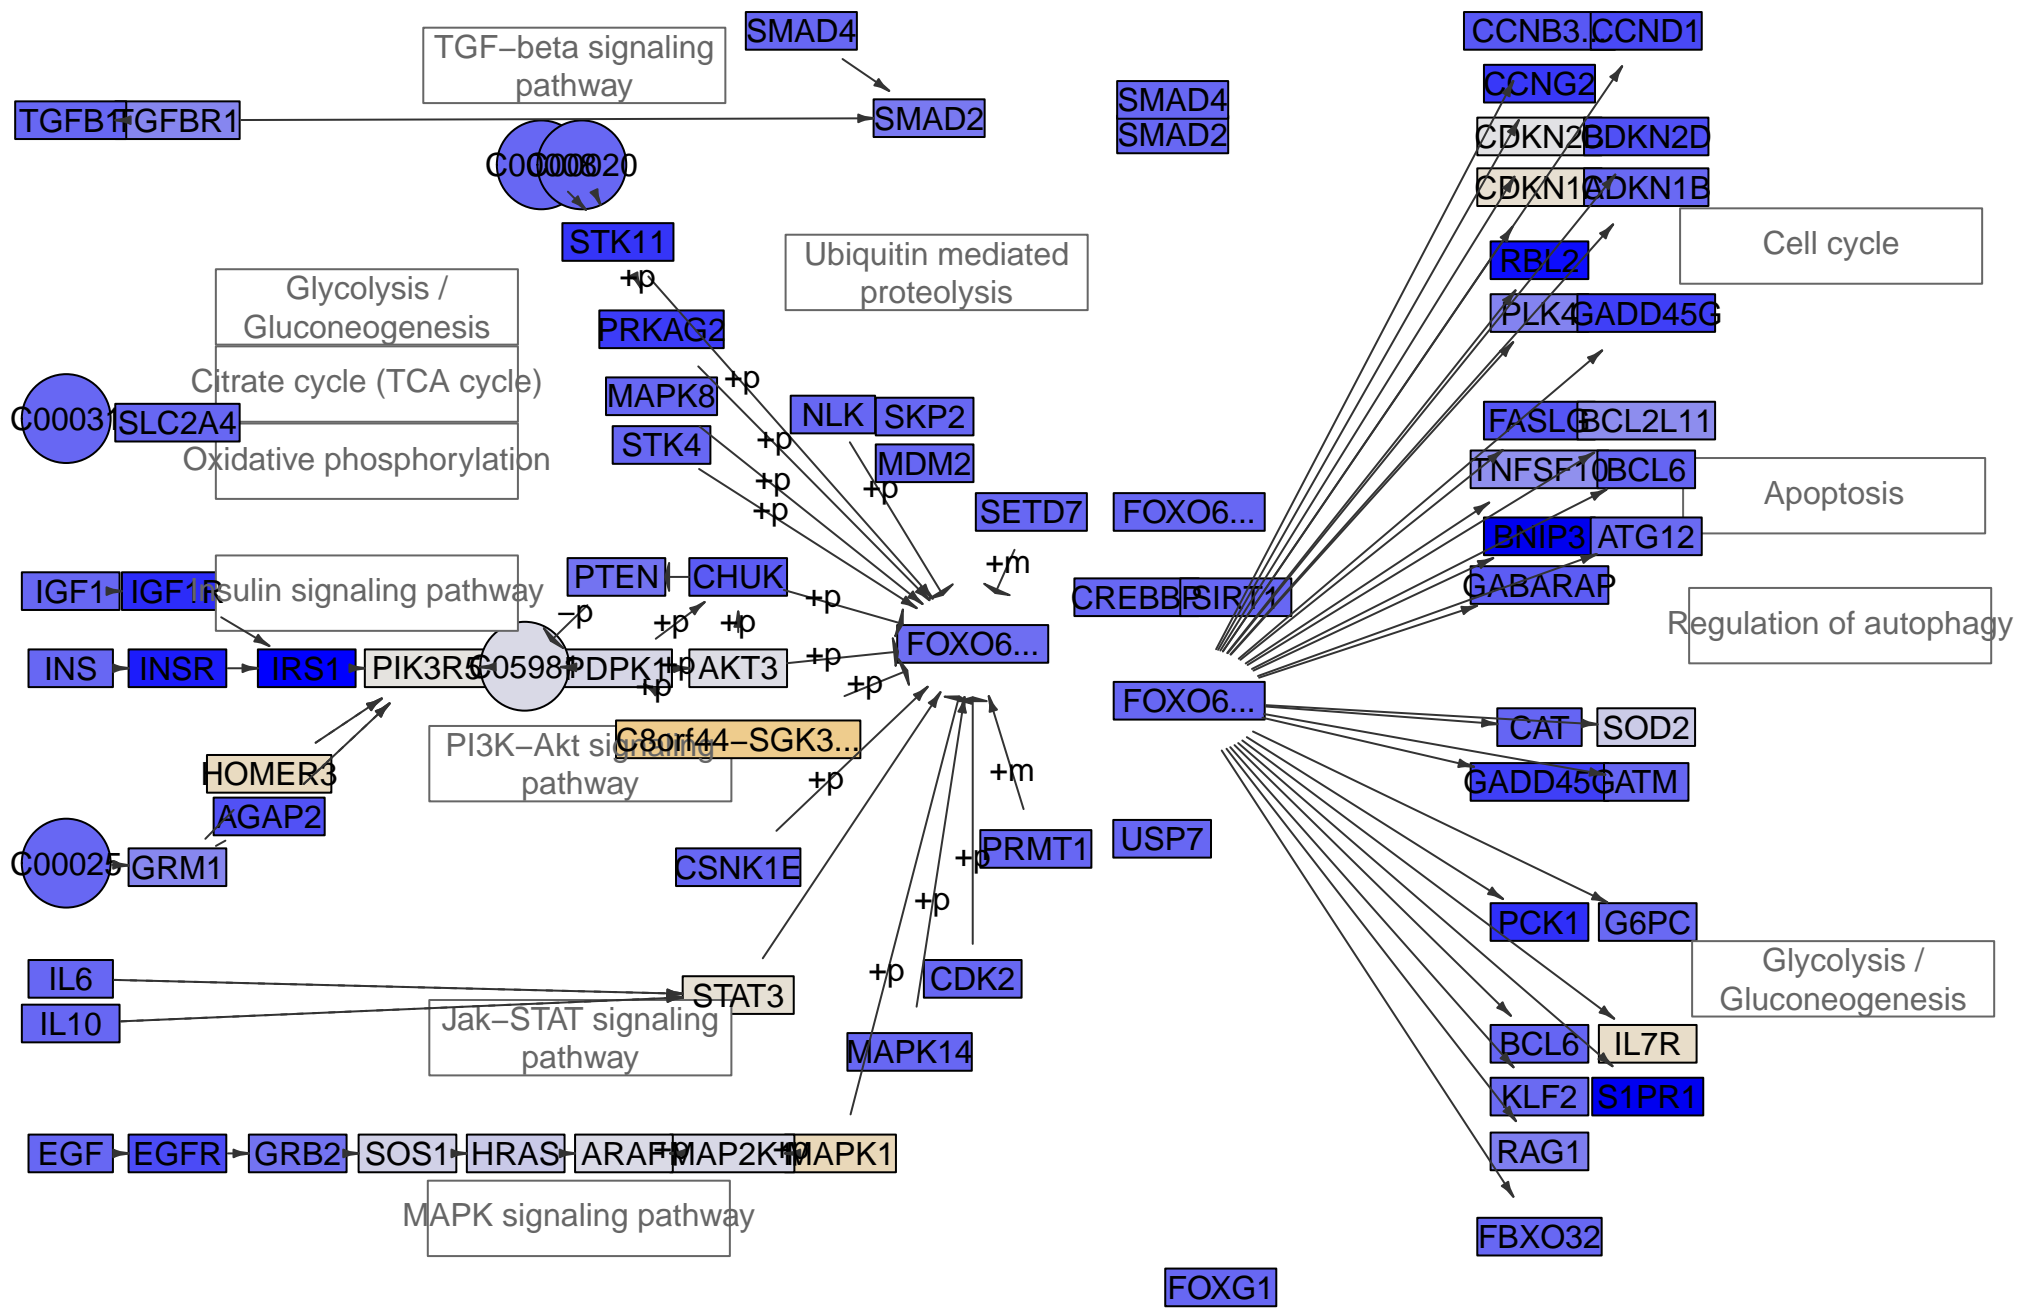 SMAD4
CCNB3...
CCND1
TGF−beta signaling
pathway
CCNG2
SMAD4
TGFB1
TGFBR1
SMAD2
SMAD2
CDKN2B
CDKN2D
C00020
CDKN1A
CDKN1B
STK11
Ubiquitin mediated
proteolysis
Cell cycle
+p
RBL2
Glycolysis /
Gluconeogenesis
PRKAG2
PLK4
GADD45G
Citrate cycle (TCA cycle)
+p
MAPK8
NLK
SKP2
C00031
SLC2A4
FASLG
BCL2L11
STK4
+p
Oxidative phosphorylation
MDM2
TNFSF10
BCL6
+p
+p
Apoptosis
+p
SETD7
FOXO6...
BNIP3
ATG12
+m
IGF1
IGF1R
Insulin signaling pathway
PTEN
CHUK
GABARAP
−p
+p
CREBBP
SIRT1
+p
+p
Regulation of autophagy
FOXO6...
INS
INSR
IRS1
PIK3R5
C05981
PDPK1
+p
AKT3
+p
+p
+p
FOXO6...
CAT
SOD2
C8orf44−SGK3...
PI3K−Akt signaling
pathway
HOMER3
+p
+m
GADD45G
GATM
AGAP2
USP7
PRMT1
C00025
GRM1
CSNK1E
+p
+p
PCK1
G6PC
IL6
+p
CDK2
Glycolysis /
Gluconeogenesis
STAT3
IL10
Jak−STAT signaling
pathway
MAPK14
BCL6
IL7R
KLF2
S1PR1
EGF
EGFR
GRB2
SOS1
HRAS
ARAF
+p
MAP2K1
+p
MAPK1
RAG1
MAPK signaling pathway
FBXO32
FOXG1